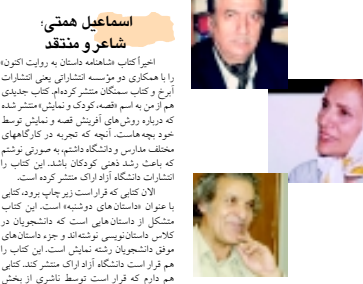 اسماعیل همتی؛
شاعر و منتقد
اخیراً کتاب «شاهنامه داستان به روایت اکنون»
را با همکاری دو مؤسسه انتشاراتی یعنی انتشارات
آبرخ و کتاب سمنگان منتشر کرده‌ام. کتاب جدیدی
هم از من به اسم «قصه، کودک و نمایش» منتشر شده
که درباره روش‌های آفرینش قصه و نمایش توسط
خود بچه‌هاست. آنچه که تجربه در کارگاههای
مختلف مدارس و دانشگاه داشتم، به صورتی نوشتم
که باعث رشد ذهنی کودکان باشد. این کتاب را
انتشارات دانشگاه آزاد اراک منتشر کرده است.
الان کتابی که قرار است زیر چاپ برود، کتابی
با عنوان «داستان‌های دوشنبه» است. این کتاب
متشکل از داستان‌هایی است که دانشجویان در
کلاس داستان‌نویسی نوشته‌اند و جزء داستان‌های
موفق دانشجویان رشته نمایش است. این کتاب را
هم قرار است دانشگاه آزاد اراک منتشر کند. کتابی
هم دارم که قرار است توسط ناشری از بخش